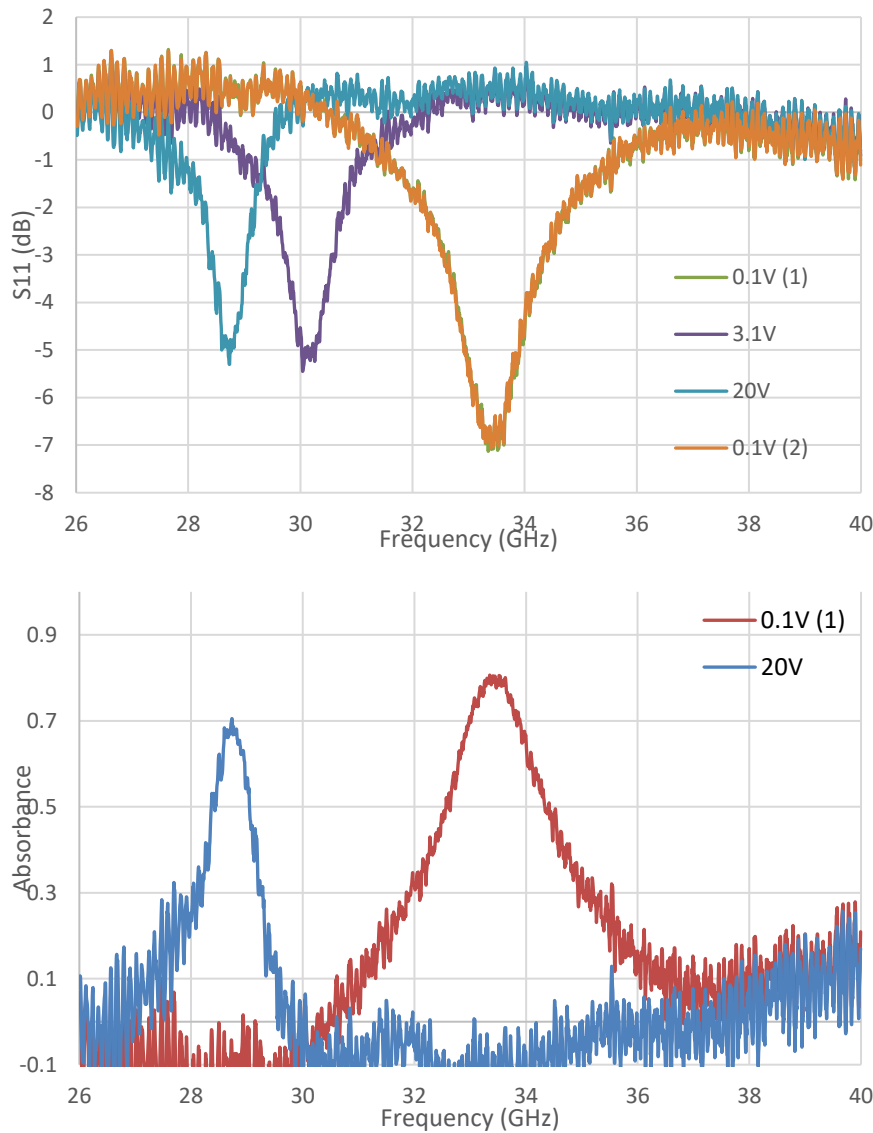 2
1
0
-1
-2
-3
-4
-5
-6
-7
-8
S11 (dB)
0.1V (1)
3.1V
20V
0.1V (2)
26 28 30 32 34 36 38 40
Frequency (GHz)
0.9
0.7
0.5
0.3
0.1
-0.1
Absorbance
0.1V (1)
20V
26 28 30 32 34 36 38 40
Frequency (GHz)